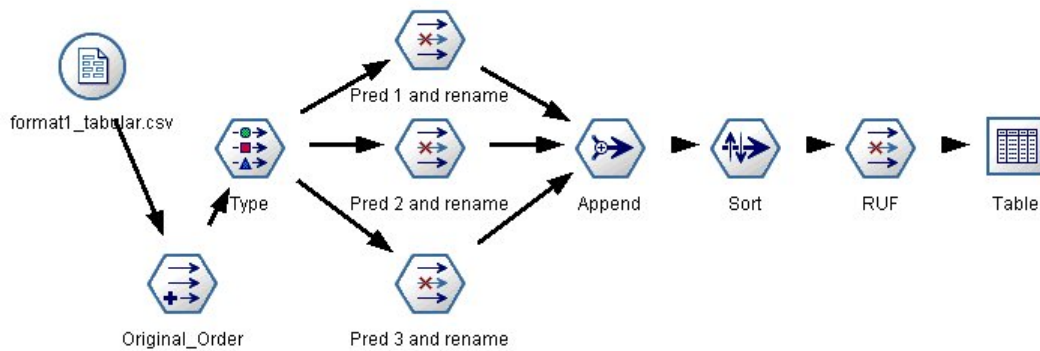 format1_tabular.csv
Original_Order
Type
Pred 1 and rename
Pred 2 and rename
Pred 3 and rename
Append
Sort
RUF
Table